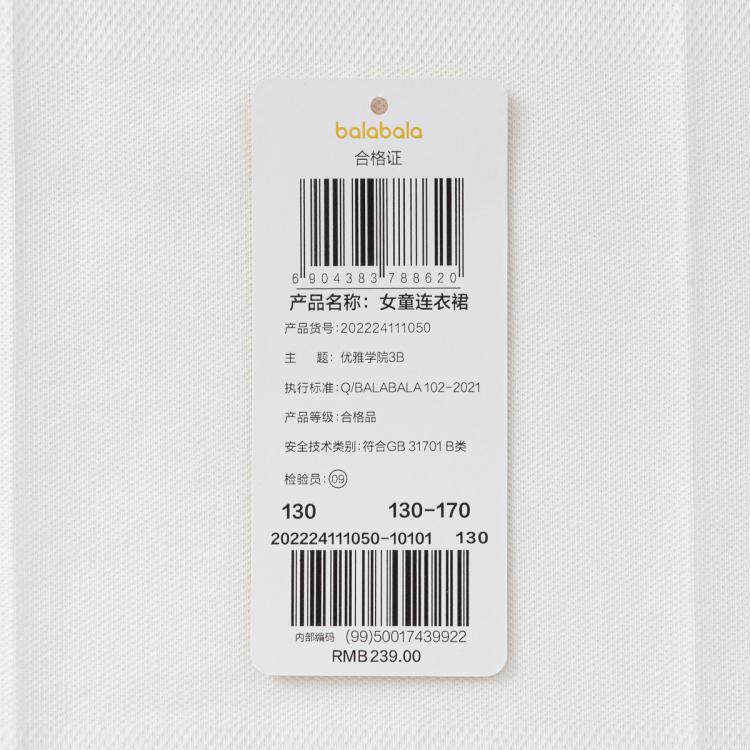 balabala
合格证
6 904383 788620
产品名称：女童连衣裙
产品货号:202224111050
主 题：优雅学院3B
执行标准:Q/BALABALA 102-2021
产品等级:合格品
安全技术类别:符合GB 31701 B类
检验员:09
130 130-170
202224111050-10101 130
内部编码 (99)50017439922
RMB239.00